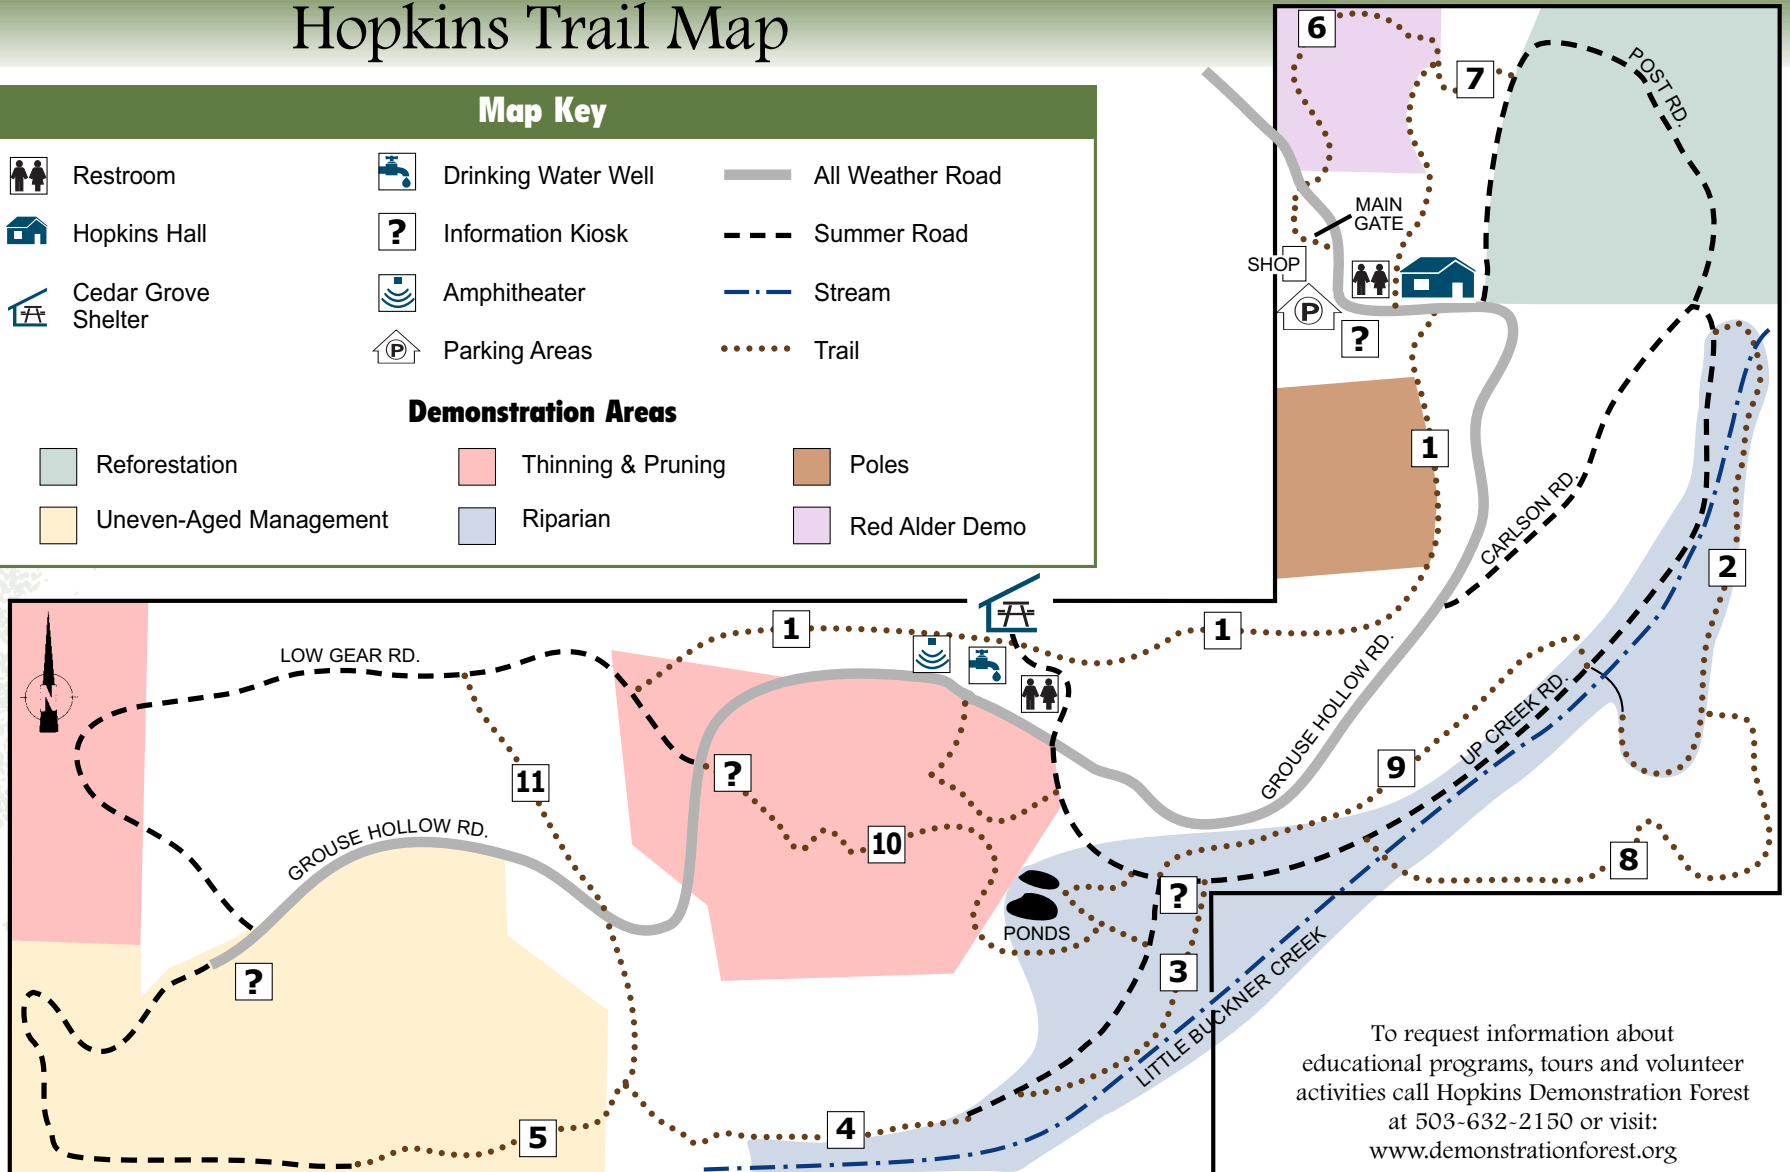 Hopkins Trail Map
Map Key
Restroom
Drinking Water Well
All Weather Road
Hopkins Hall
?
Information Kiosk
Summer Road
Cedar Grove
Shelter
Amphitheater
Stream
P
Parking Areas
Trail
Demonstration Areas
Reforestation
Thinning & Pruning
Poles
Uneven-Aged Management
Riparian
Red Alder Demo
6
7
POST RD.
MAIN
GATE
SHOP
P
?
1
CARLSON RD.
2
1
1
LOW GEAR RD.
N
GROUSE HOLLOW RD.
UP CREEK RD.
9
11
?
GROUSE HOLLOW RD.
10
8
?
PONDS
3
?
LITTLE BUCKNER CREEK
4
5
To request information about
educational programs, tours and volunteer
activities call Hopkins Demonstration Forest
at 503-632-2150 or visit:
www.demonstrationforest.org